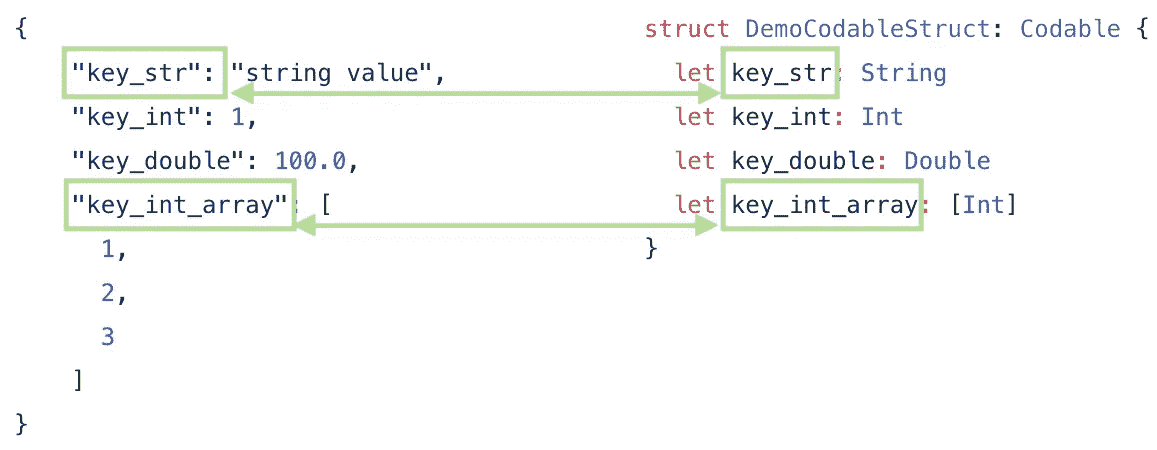 {
"key_str": "string value",
"key_int": 1,
"key_double": 100.0,
"key_int_array": [
1,
2,
3
]
}
struct DemoCodableStruct: Codable {
let key_str: String
let key_int: Int
let key_double: Double
let key_int_array: [Int]
}